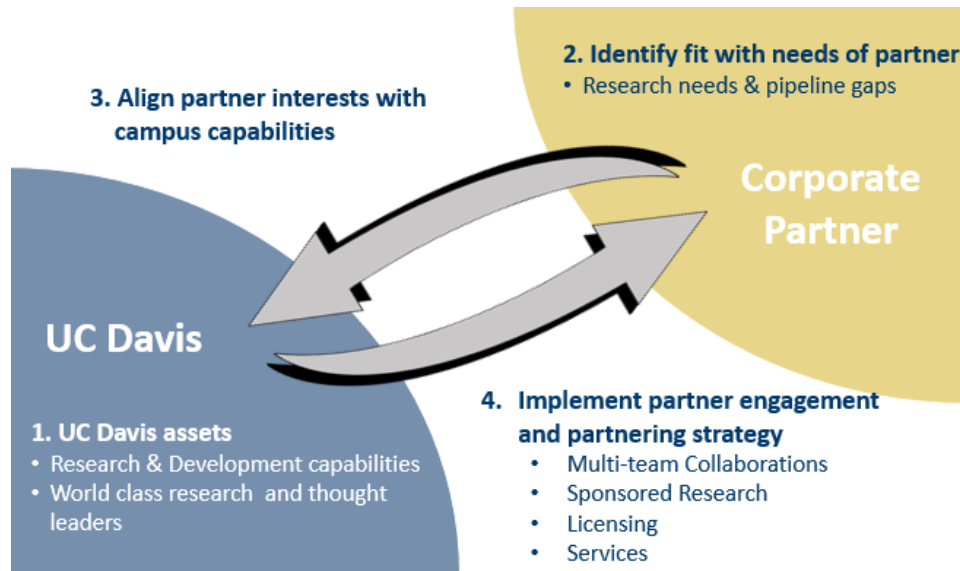 2. Identify fit with needs of partner
• Research needs & pipeline gaps
3. Align partner interests with
campus capabilities
Corporate
Partner
UC Davis
1. UC Davis assets
• Research & Development capabilities
• World class research and thought
leaders
4. Implement partner engagement
and partnering strategy
• Multi-team Collaborations
• Sponsored Research
• Licensing
• Services